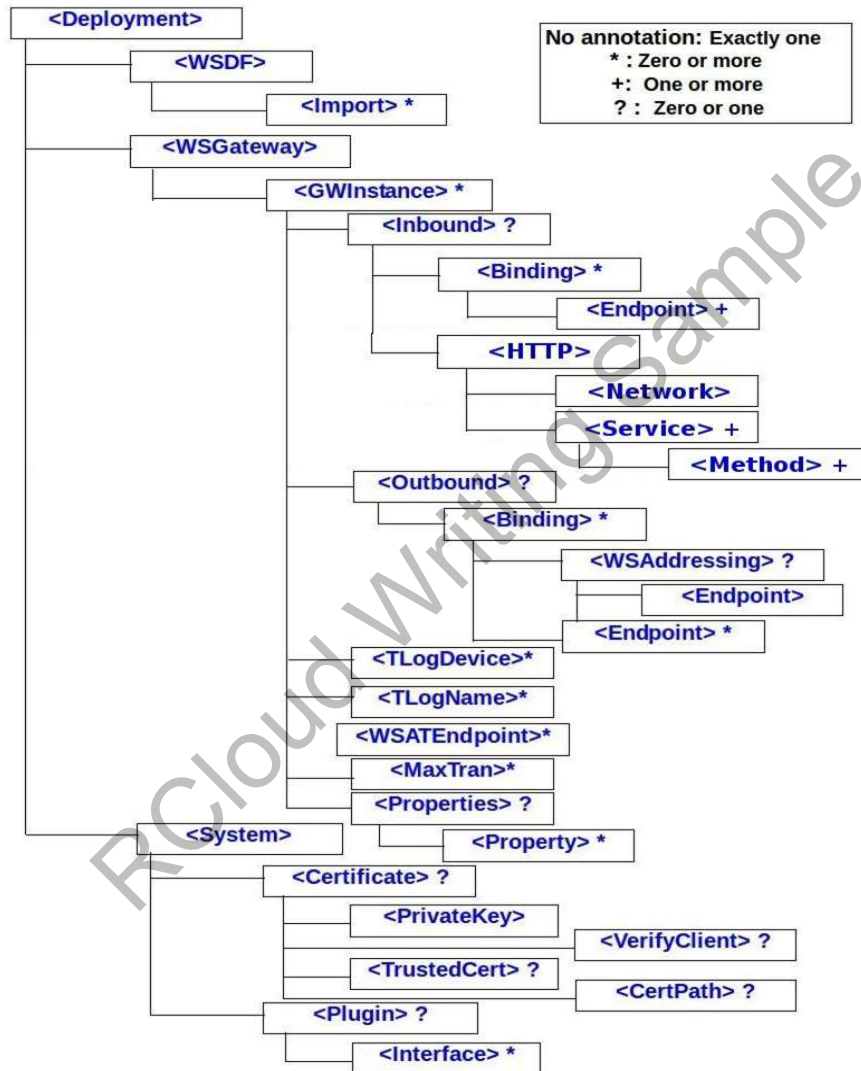 <Deployment>
No annotation: Exactly one
* : Zero or more
+: One or more
? : Zero or one
<WSDF>
<Import> *
<WSGateway>
<GWInstance> *
<Inbound> ?
<Binding> *
<Endpoint> +
<HTTP>
<Network>
<Service> +
<Method> +
<Outbound> ?
<Binding> *
<WSAddressing> ?
<Endpoint>
<Endpoint> *
<TLogDevice>*
<TLogName>*
<WSATEndpoint>*
<MaxTran>*
<Properties> ?
<Property> *
<System>
<Certificate> ?
<PrivateKey>
<VerifyClient> ?
<TrustedCert> ?
<CertPath> ?
<Plugin> ?
<Interface> *
RCloud Writing Sample